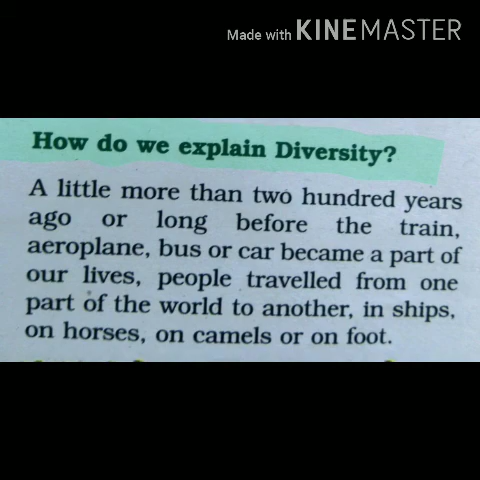 Made with KINEMASTER
How do we explain Diversity?
A little more than two hundred years
ago or long before the train,
aeroplane, bus or car became a part of
our lives, people travelled from one
part of the world to another, in ships,
on horses, on camels or on foot.